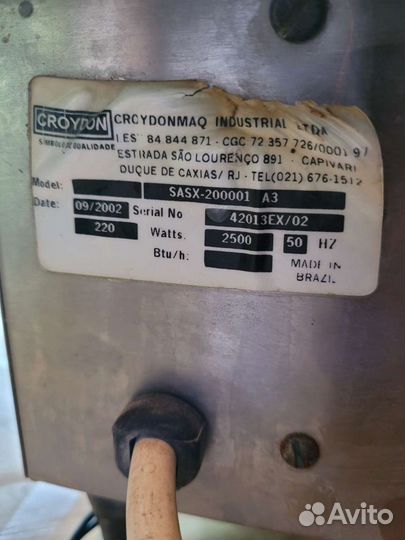 CROYDON
SIMBOLO DE QUALIDADE
CROYDONMAQ INDUSTRIAL LTDA
I.ES 84.844 871 · CGC 72.357.726/0001 97
ESTRADA SÃO LOURENÇO 891 · CAPIVARI
DUQUE DE CAXIAS/ RJ · TEL(021) 676-1512
Model: SASX-200001 A3
Date: 09/2002 Serial No 42013EX/02
220 Watts. 2500 50 HZ
Btu/h: MADE IN
BRAZIL
Avito